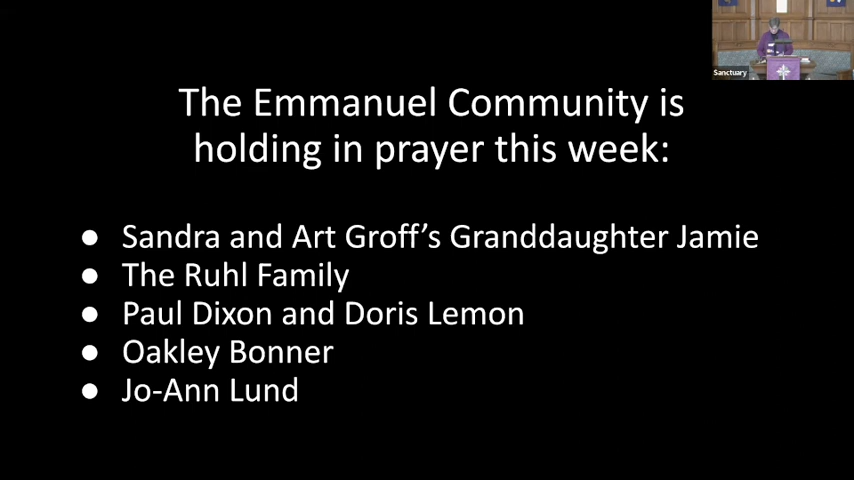 Sanctuary
The Emmanuel Community is
holding in prayer this week:
● Sandra and Art Groff’s Granddaughter Jamie
● The Ruhl Family
● Paul Dixon and Doris Lemon
● Oakley Bonner
● Jo-Ann Lund